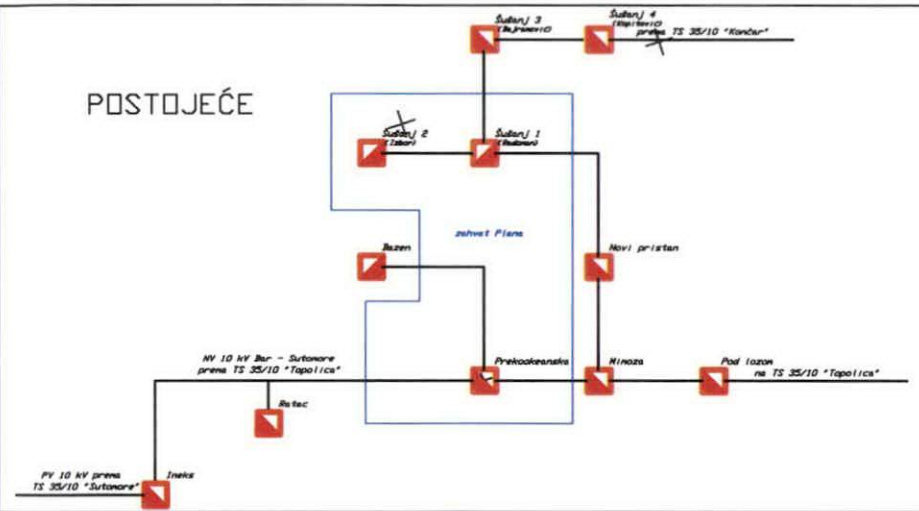 Šušanj 3
(Bajramović)
Šušanj 4
(Kapitović)
prema TS 35/10 "Končar"
POSTOJEĆE
Šušanj 2
(Izbor)
Šušanj 1
(Radoman)
zahvat Plana
Bazen
Novi pristan
NV 10 kV Bar - Sutomore
prema TS 35/10 "Topolica"
Prekookeanska
Mimoza
Pod lozom
na TS 35/10 "Topolica"
Ratac
PV 10 kV prema
TS 35/10 "Sutomore"
Ineks